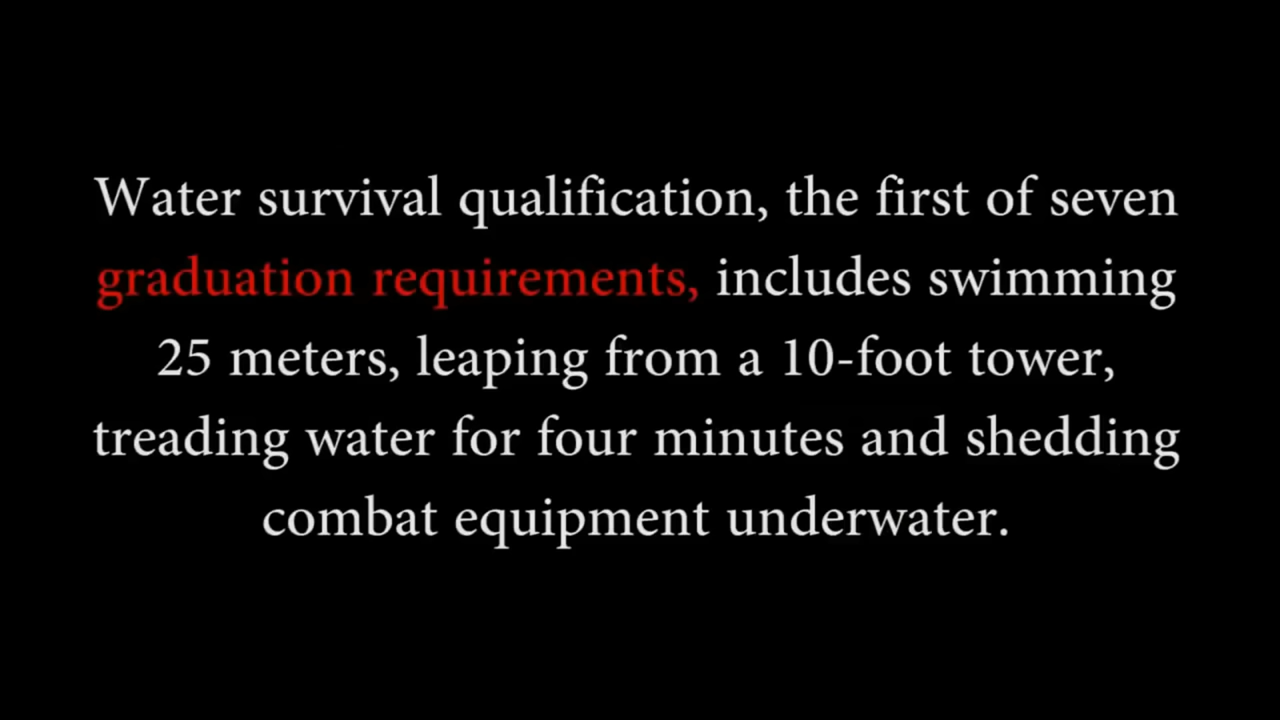 Water survival qualification, the first of seven
graduation requirements, includes swimming
25 meters, leaping from a 10-foot tower,
treading water for four minutes and shedding
combat equipment underwater.